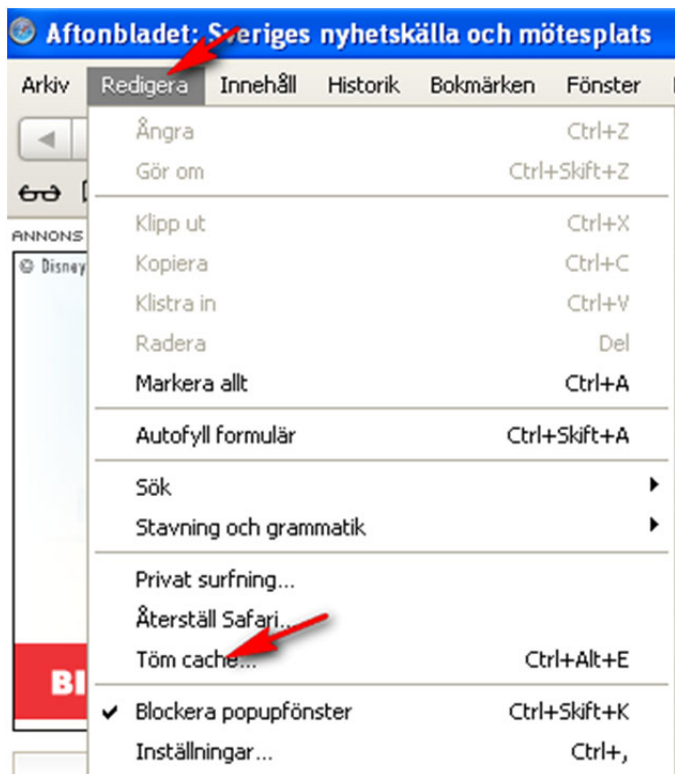 Aftonbladet: Sveriges nyhetskälla och mötesplats
Arkiv Redigera Innehåll Historik Bokmärken Fönster
Ångra Ctrl+Z
Gör om Ctrl+Skift+Z
Klipp ut Ctrl+X
ANNONS
Kopiera Ctrl+C
© Disney
Klistra in Ctrl+V
Radera Del
Markera allt Ctrl+A
Autofyll formulär Ctrl+Skift+A
Sök
Stavning och grammatik
Privat surfning...
Återställ Safari...
Töm cache... Ctrl+Alt+E
BI
Blockera popupfönster Ctrl+Skift+K
Inställningar... Ctrl+,